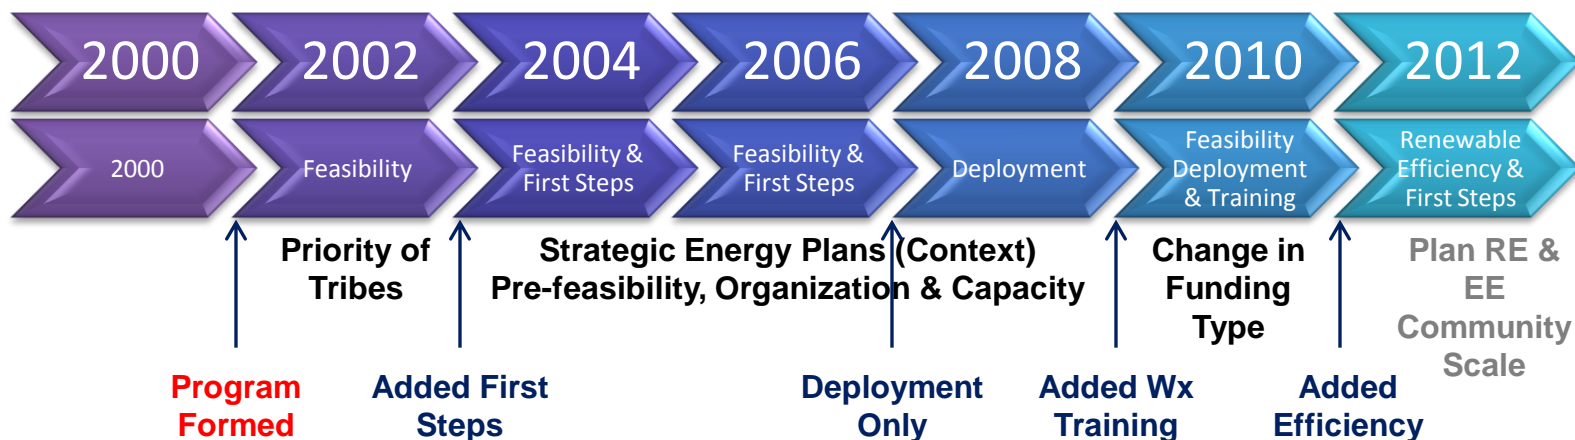 2000
2002
2004
2006
2008
2010
2012
2000
Feasibility
Feasibility &
First Steps
Feasibility &
First Steps
Deployment
Feasibility
Deployment
& Training
Renewable
Efficiency &
First Steps
Priority of
Tribes
Strategic Energy Plans (Context)
Pre-feasibility, Organization & Capacity
Change in
Funding
Type
Plan RE &
EE
Community
Scale
Program
Formed
Added First
Steps
Deployment
Only
Added Wx
Training
Added
Efficiency